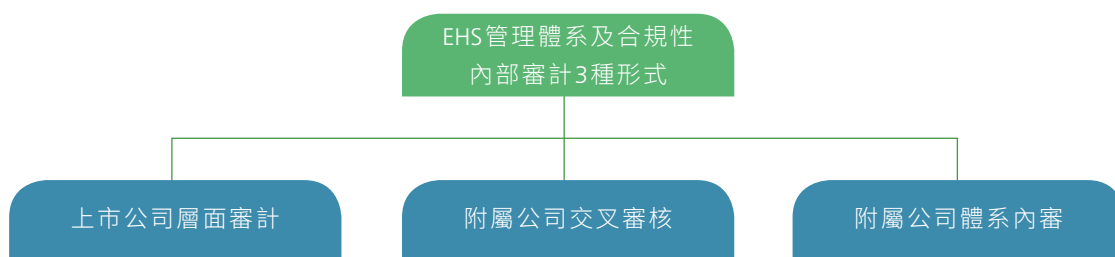 EHS管理體系及合規性
內部審計3種形式
上市公司層面審計
附屬公司交叉審核
附屬公司體系內審